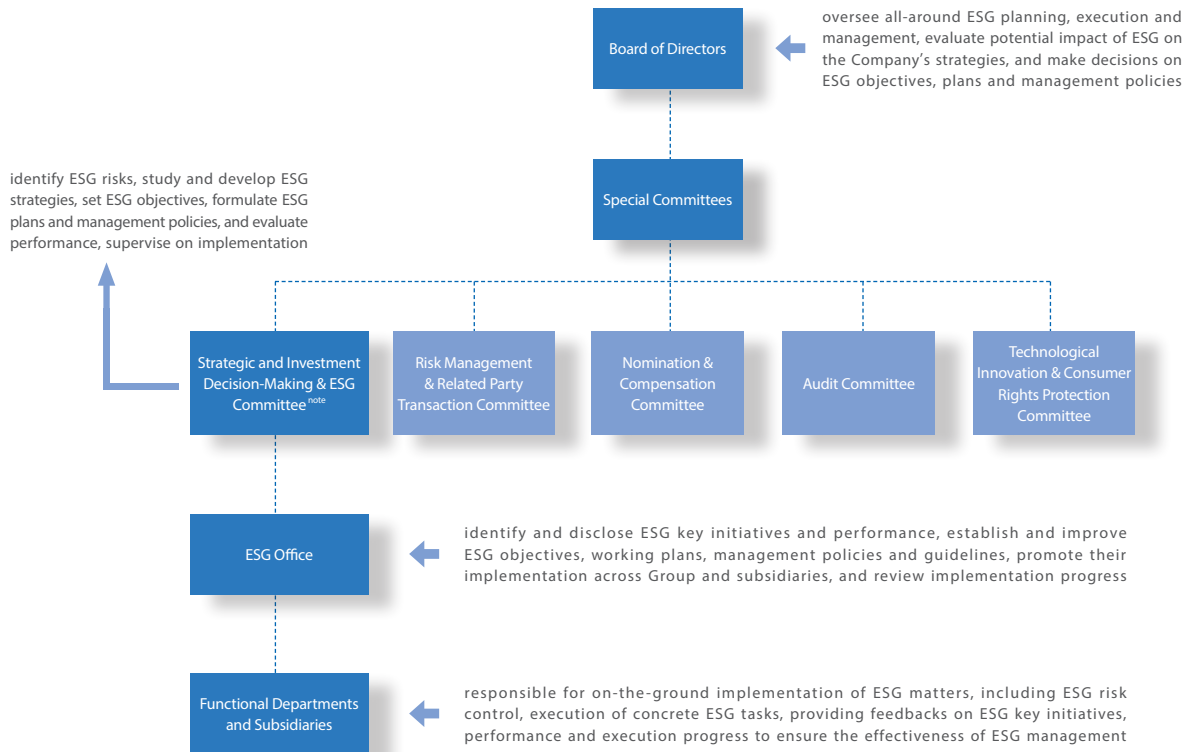 Board of Directors
oversee all-around ESG planning, execution and
management, evaluate potential impact of ESG on
the Company's strategies, and make decisions on
ESG objectives, plans and management policies
Special Committees
identify ESG risks, study and develop ESG
strategies, set ESG objectives, formulate ESG
plans and management policies, and evaluate
performance, supervise on implementation
Strategic and Investment
Decision-Making & ESG
Committee note
Risk Management
& Related Party
Transaction Committee
Nomination &
Compensation
Committee
Audit Committee
Technological
Innovation & Consumer
Rights Protection
Committee
ESG Office
identify and disclose ESG key initiatives and performance, establish and improve
ESG objectives, working plans, management policies and guidelines, promote their
implementation across Group and subsidiaries, and review implementation progress
Functional Departments
and Subsidiaries
responsible for on-the-ground implementation of ESG matters, including ESG risk
control, execution of concrete ESG tasks, providing feedbacks on ESG key initiatives,
performance and execution progress to ensure the effectiveness of ESG management